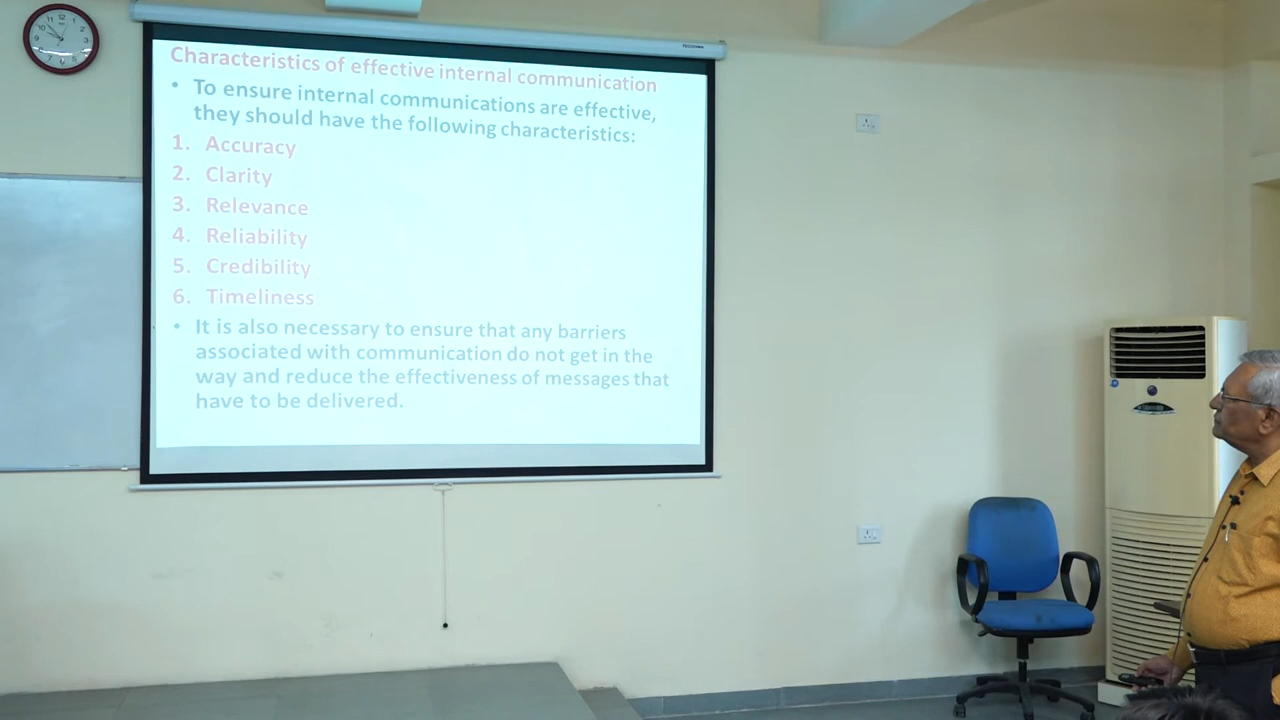 Characteristics of effective internal communication
• To ensure internal communications are effective,
they should have the following characteristics:
1. Accuracy
2. Clarity
3. Relevance
4. Reliability
5. Credibility
6. Timeliness
• It is also necessary to ensure that any barriers
associated with communication do not get in the
way and reduce the effectiveness of messages that
have to be delivered.